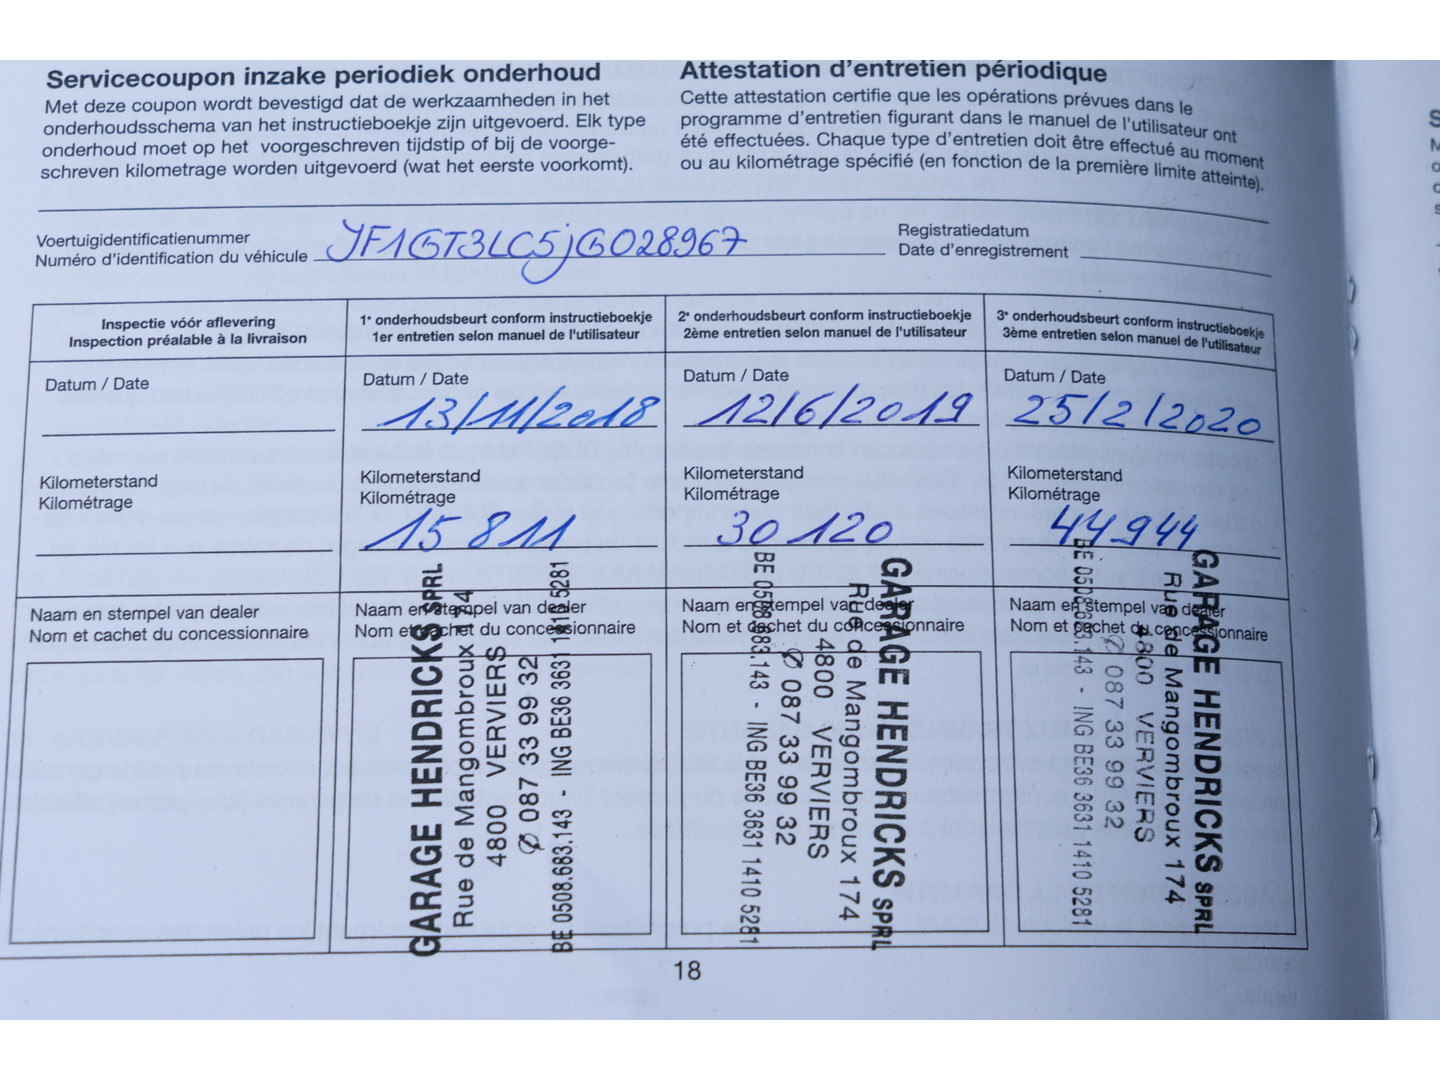 Servicecoupon inzake periodiek onderhoud
Met deze coupon wordt bevestigd dat de werkzaamheden in het
onderhoudsschema van het instructieboekje zijn uitgevoerd. Elk type
onderhoud moet op het voorgeschreven tijdstip of bij de voorge-
schreven kilometrage worden uitgevoerd (wat het eerste voorkomt).
Attestation d'entretien périodique
Cette attestation certifie que les opérations prévues dans le
programme d'entretien figurant dans le manuel de l'utilisateur ont
été effectuées. Chaque type d'entretien doit être effectué au moment
ou au kilométrage spécifié (en fonction de la première limite atteinte).
Voertuigidentificatienummer
Numéro d'identification du véhicule JF1GT3LC5JG028967
Registratiedatum
Date d'enregistrement
Inspectie vóór aflevering
Inspection préalable à la livraison
Datum / Date
Kilometerstand
Kilométrage
Naam en stempel van dealer
Nom et cachet du concessionnaire
1e onderhoudsbeurt conform instructieboekje
1er entretien selon manuel de l'utilisateur
Datum / Date
13/11/2018
Kilometerstand
Kilométrage
15 811
Naam en stempel van dealer
Nom et cachet du concessionnaire
GARAGE HENDRICKS SPRL
Rue de Mangombroux 174
4800 VERVIERS
✆ 087 33 99 32
BE 0508.683.143 - ING BE36 3631 1410 5281
2e onderhoudsbeurt conform instructieboekje
2ème entretien selon manuel de l'utilisateur
Datum / Date
12/6/2019
Kilometerstand
Kilométrage
30 120
Naam en stempel van dealer
Nom et cachet du concessionnaire
GARAGE HENDRICKS SPRL
Rue de Mangombroux 174
4800 VERVIERS
✆ 087 33 99 32
BE 0508.683.143 - ING BE36 3631 1410 5281
3e onderhoudsbeurt conform instructieboekje
3ème entretien selon manuel de l'utilisateur
Datum / Date
25/2/2020
Kilometerstand
Kilométrage
44944
Naam en stempel van dealer
Nom et cachet du concessionnaire
GARAGE HENDRICKS SPRL
Rue de Mangombroux 174
4800 VERVIERS
✆ 087 33 99 32
BE 0508.683.143 - ING BE36 3631 1410 5281
18